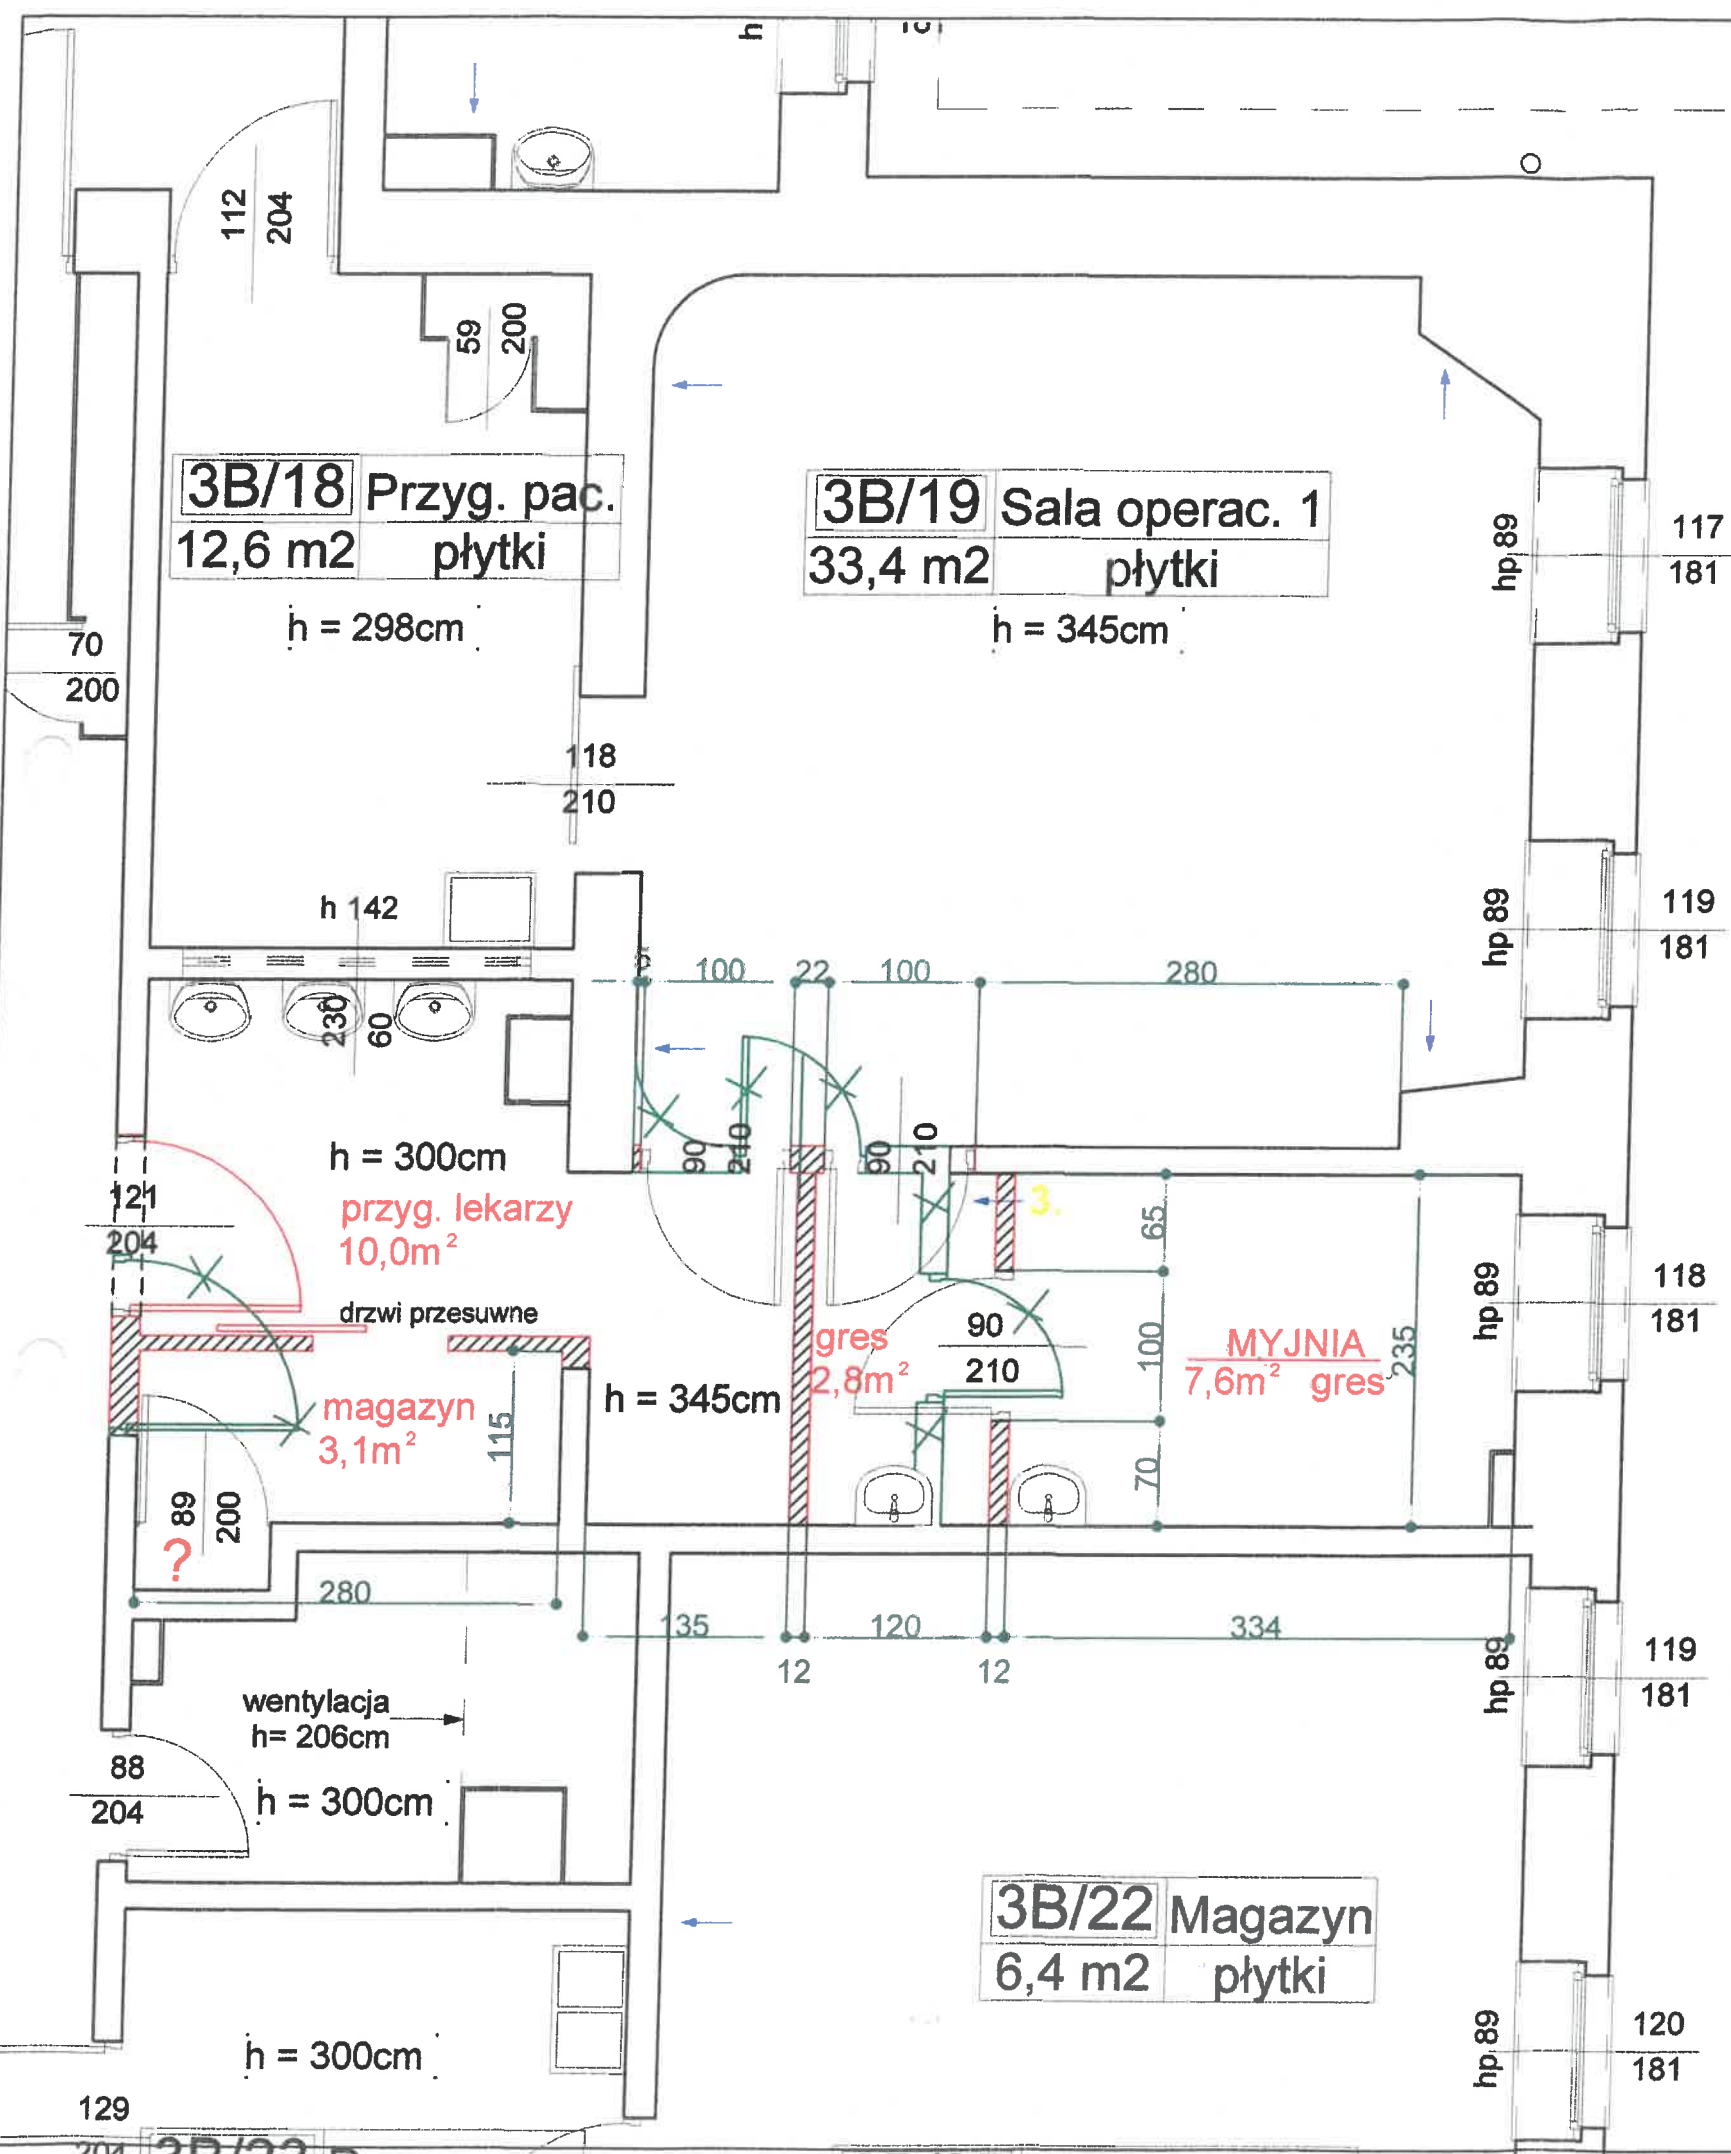 h
112
204
59
200
3B/18 Przyg. pac.
12,6 m2 płytki
h = 298cm
3B/19 Sala operac. 1
33,4 m2 płytki
h = 345cm
hp 89
117
181
70
200
118
210
h 142
hp 89
119
181
100
22
100
280
230
60
90
210
90
210
h = 300cm
przyg. lekarzy
10,0m²
121
204
drzwi przesuwne
3.
65
100
70
235
hp 89
118
181
gres
2,8m²
90
210
MYJNIA
7,6m² gres
h = 345cm
magazyn
3,1m²
115
89
200
?
280
135
12
120
12
334
hp 89
119
181
wentylacja
h= 206cm
88
204
h = 300cm
3B/22 Magazyn
6,4 m2 płytki
h = 300cm
hp 89
120
181
129
204
3B/23